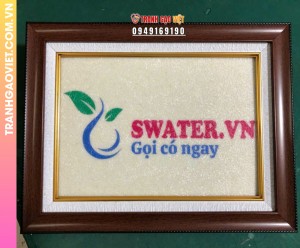 TRANH GẠO VIỆT
0949169190
TRANHGAOVIET.COM.VN
SWATER.VN
Gọi có ngay